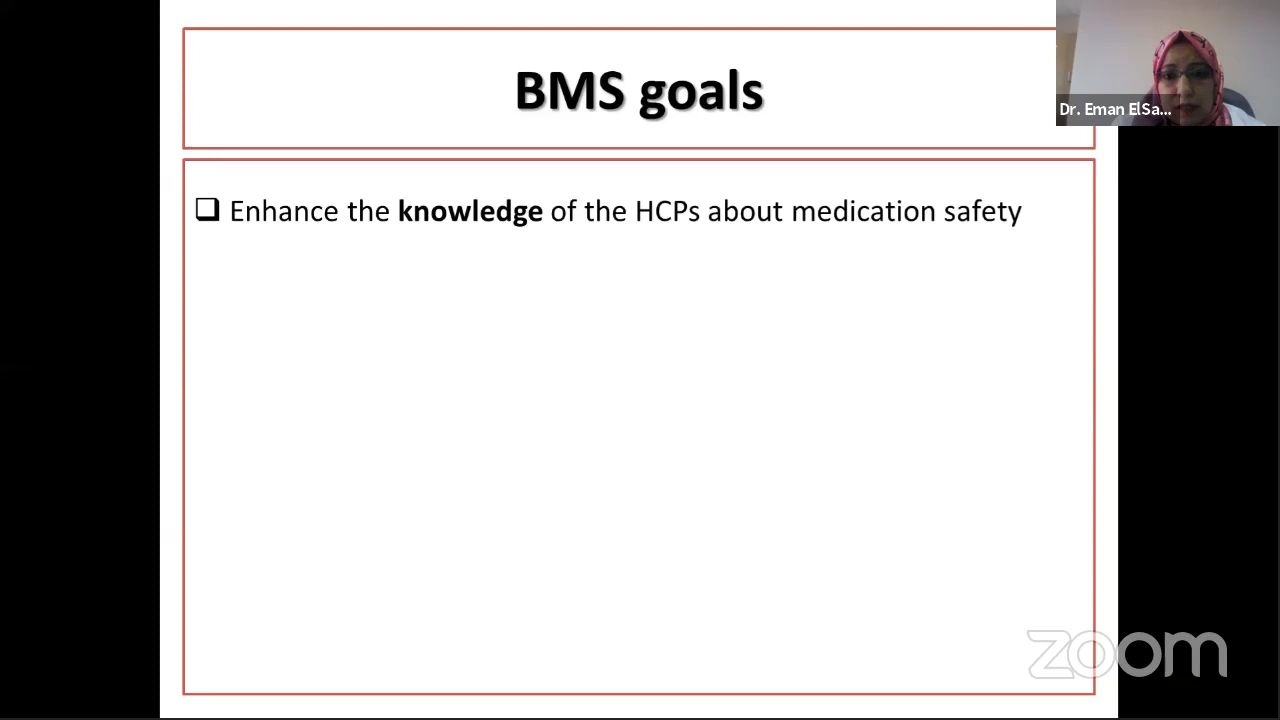 BMS goals
Dr. Eman ElSa...
❑ Enhance the knowledge of the HCPs about medication safety
zoom